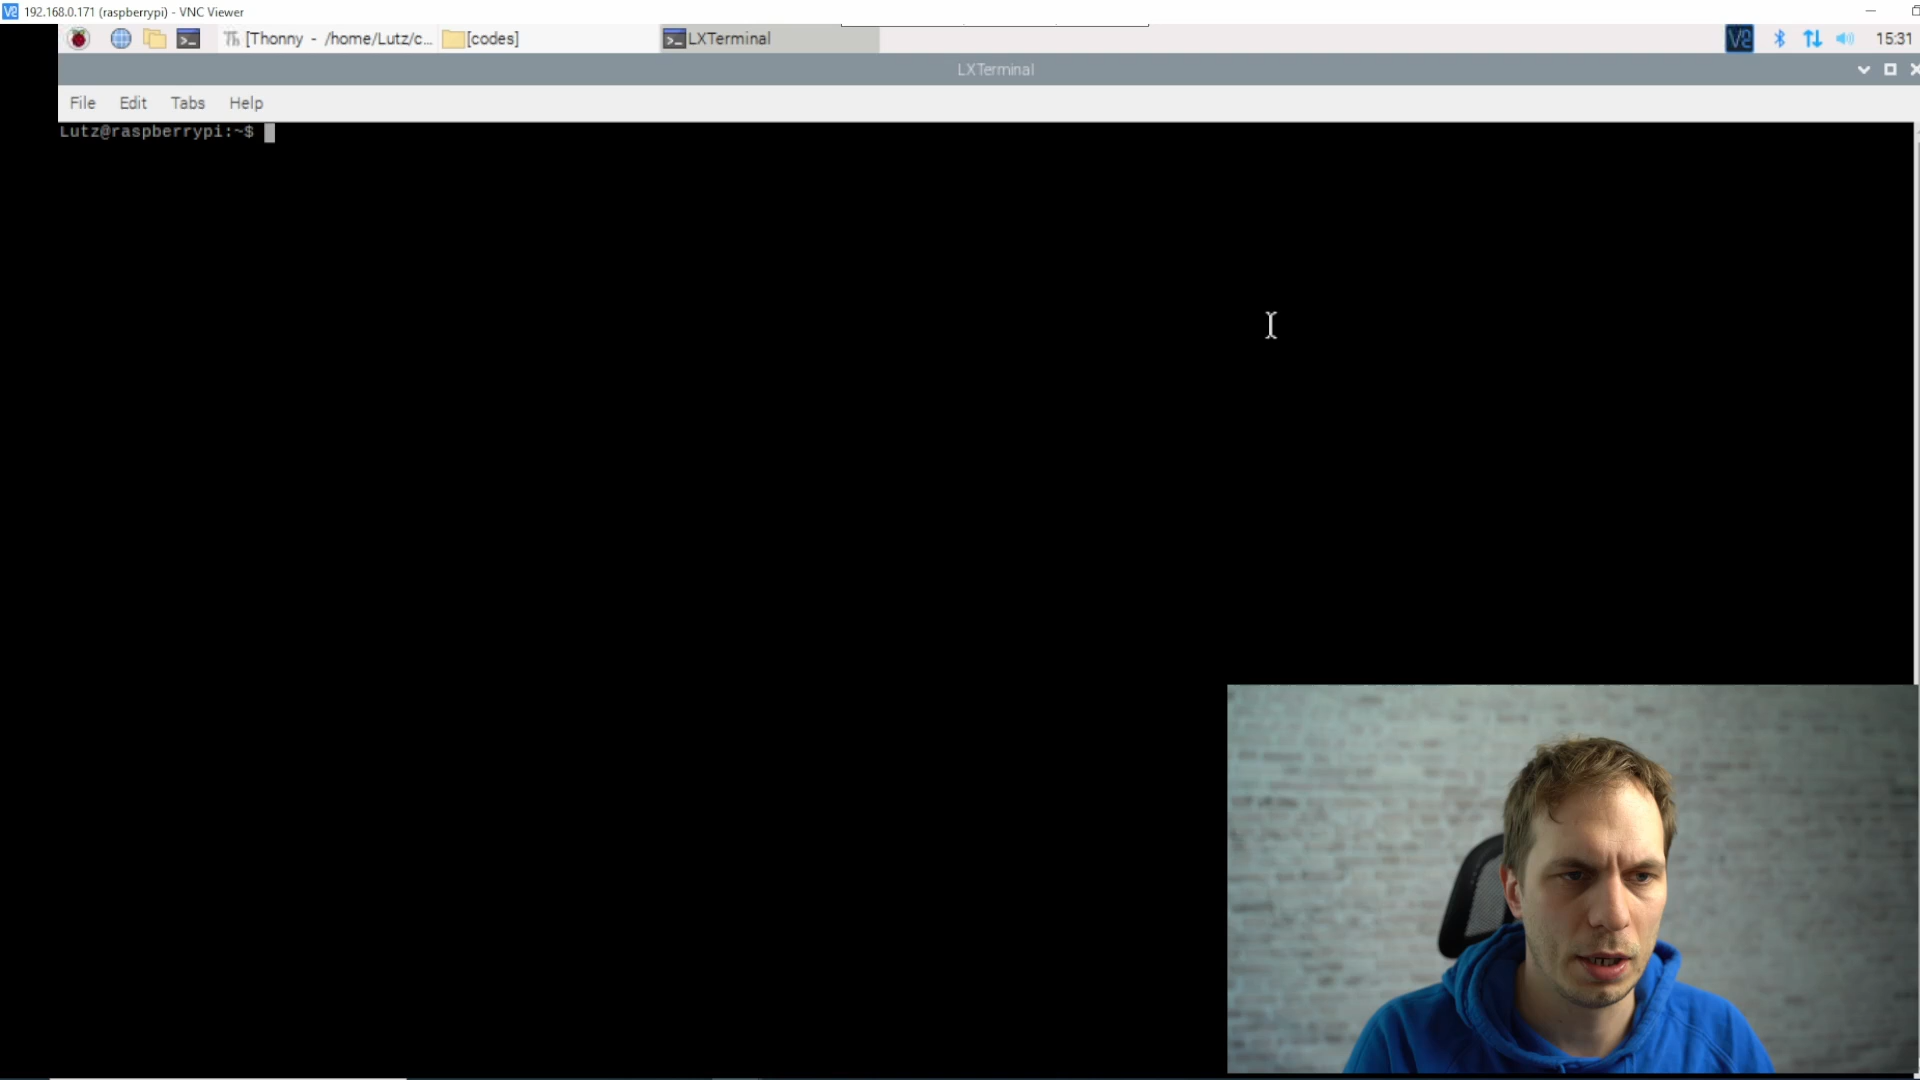 192.168.0.171 (raspberrypi) - VNC Viewer
[Thonny - /home/Lutz/c... [codes] LXTerminal 15:31
LXTerminal
File Edit Tabs Help
Lutz@raspberrypi:~$